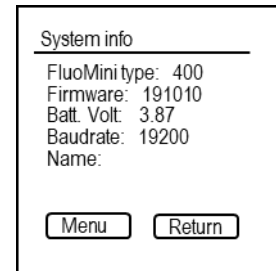 System info
FluoMini type: 400
Firmware: 191010
Batt. Volt: 3.87
Baudrate: 19200
Name:
Menu Return